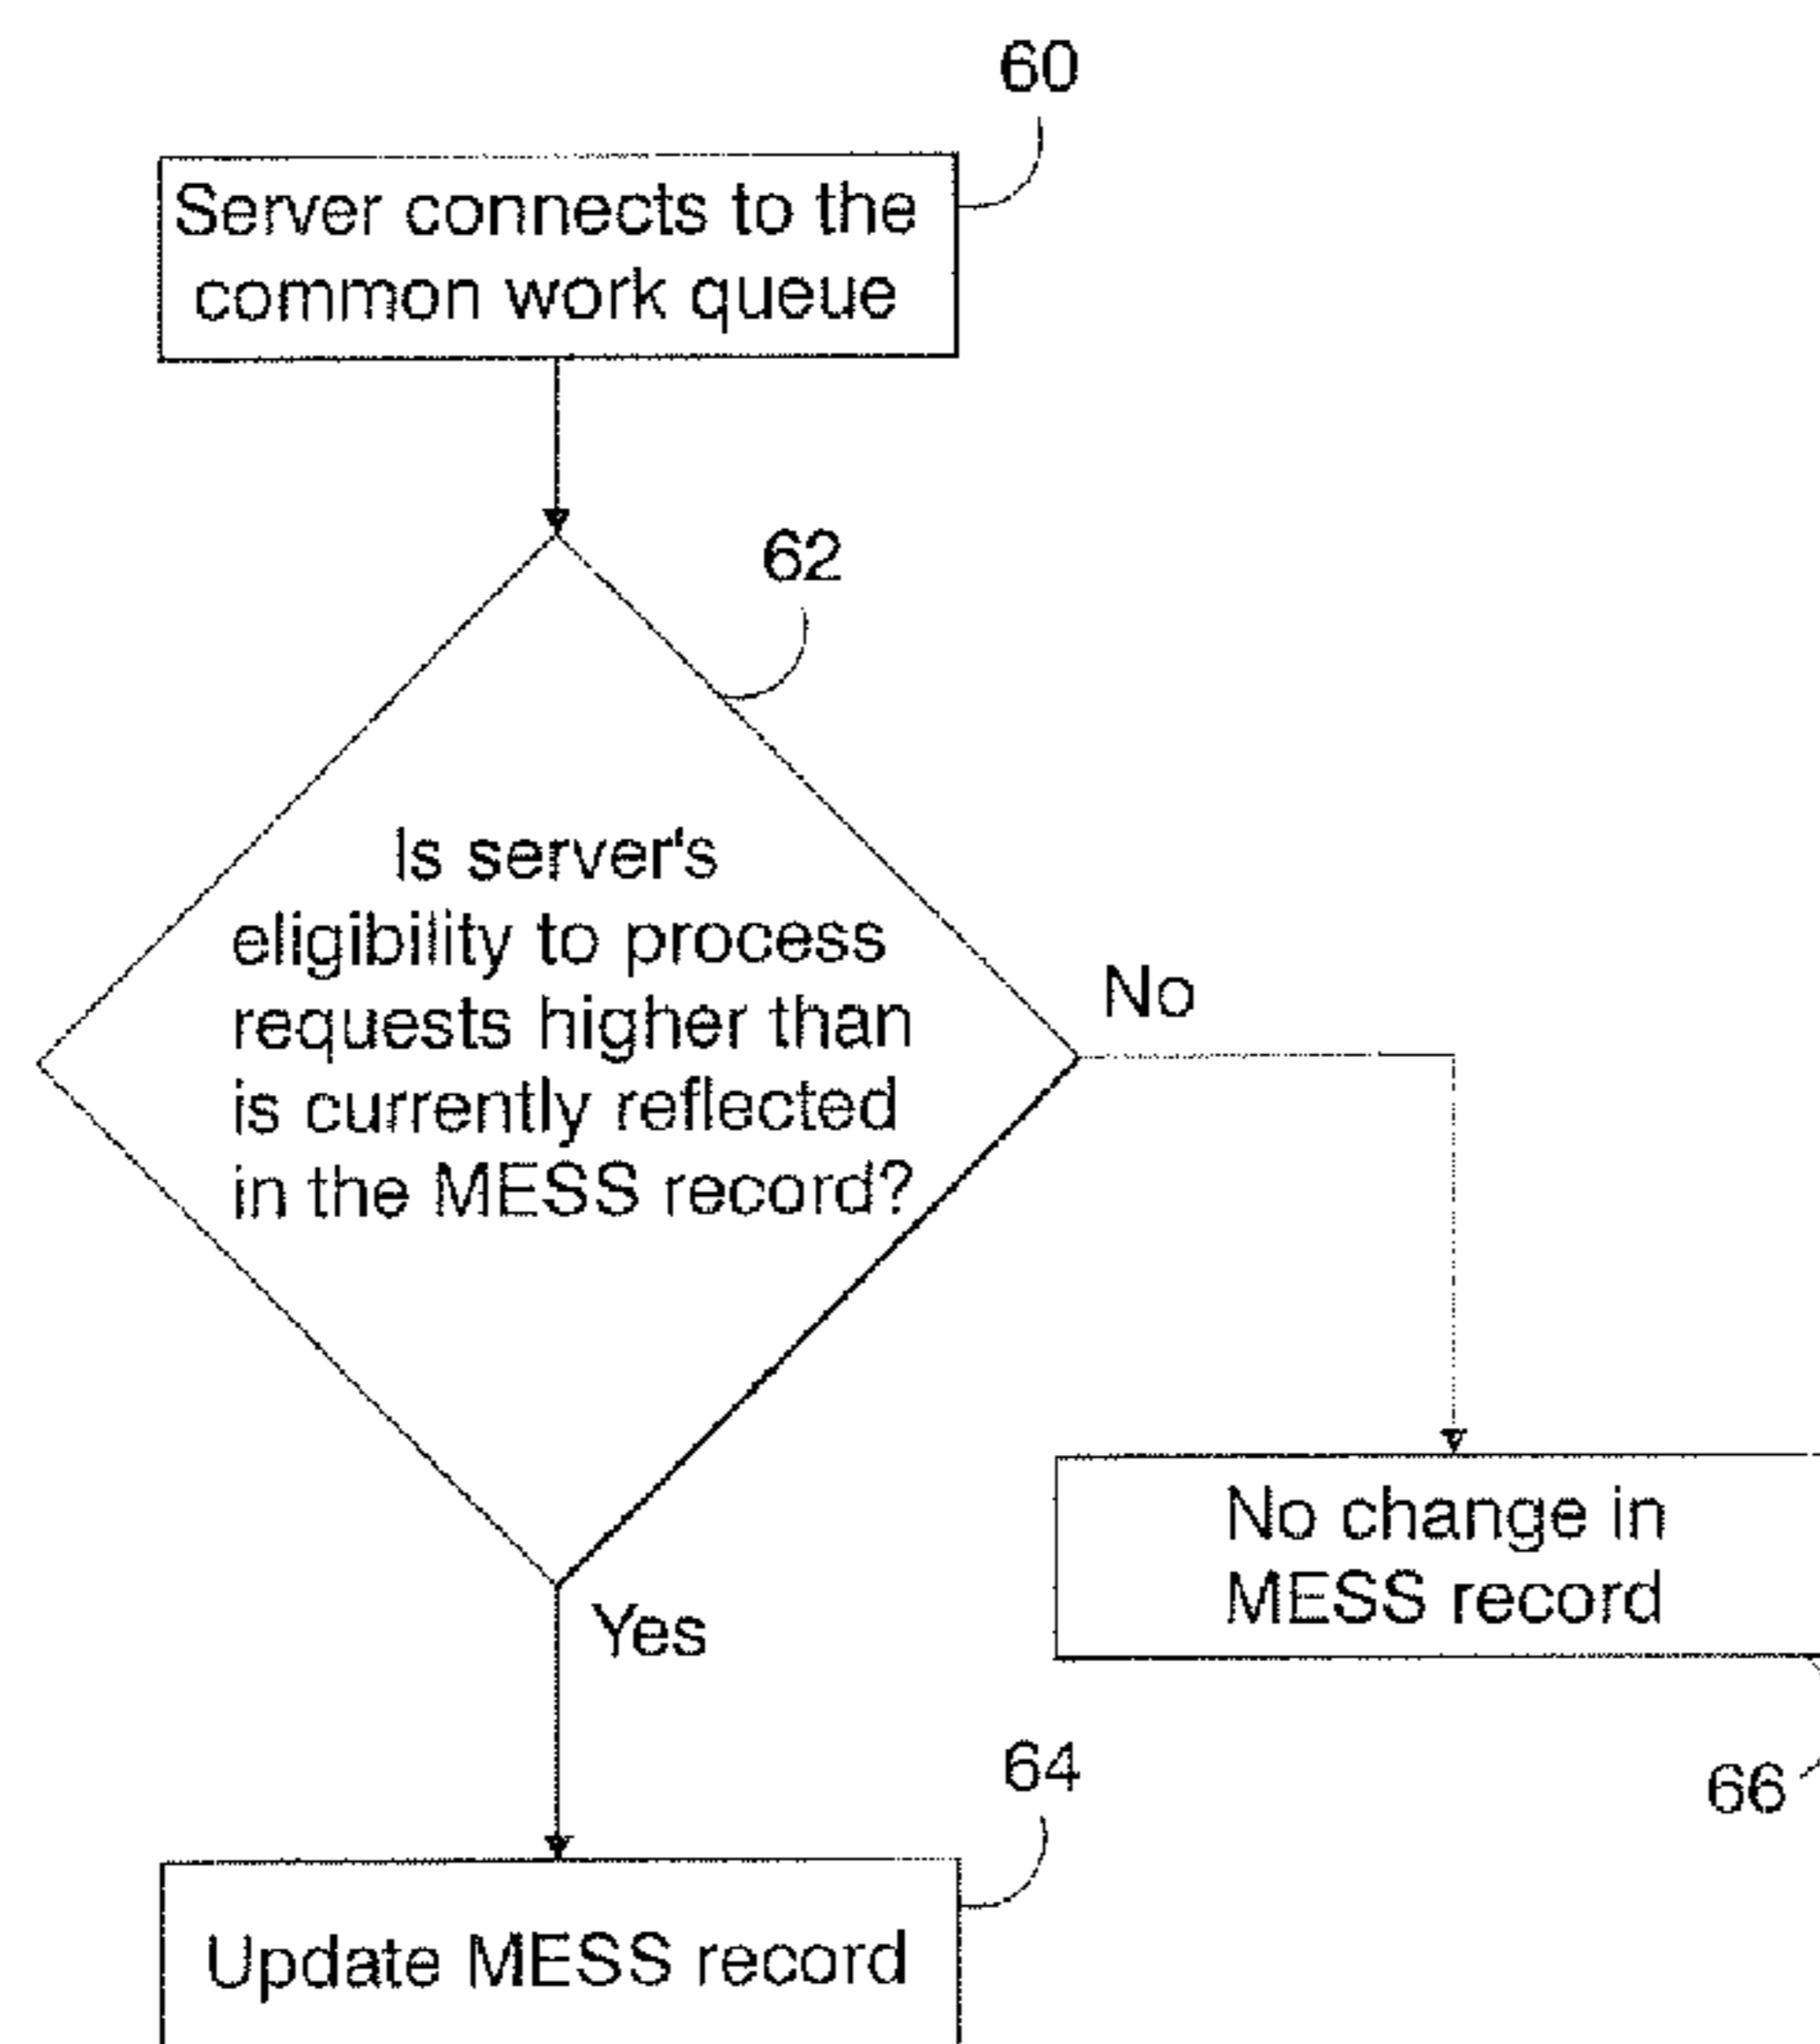 60
Server connects to the
common work queue
62
Is server's
eligibility to process
requests higher than
is currently reflected
in the MESS record?
No
No change in
MESS record
Yes
64
66
Update MESS record